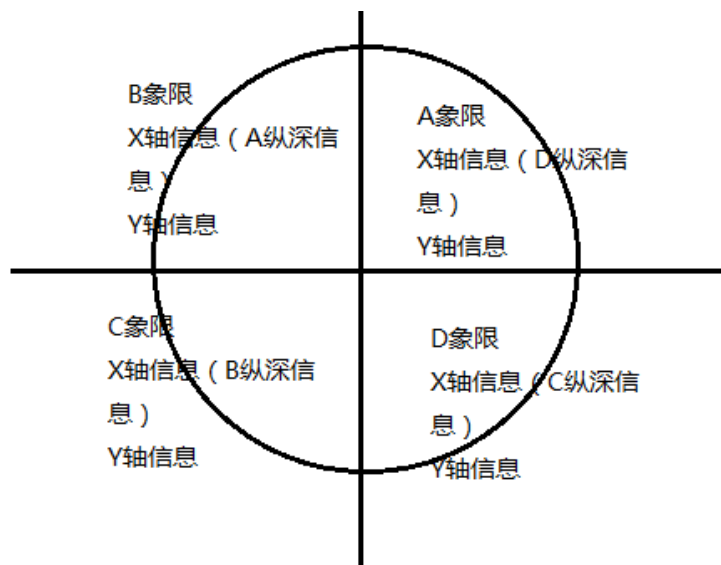 B象限
X轴信息（A纵深信
息）
Y轴信息
A象限
X轴信息（D纵深信
息）
Y轴信息
C象限
X轴信息（B纵深信
息）
Y轴信息
D象限
X轴信息（C纵深信
息）
Y轴信息